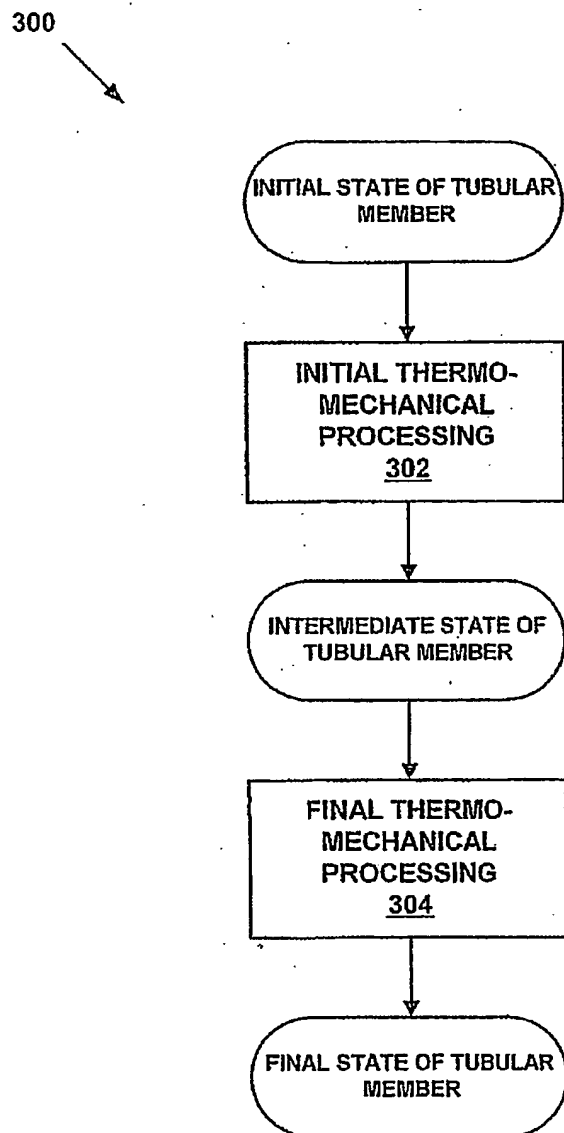 300
INITIAL STATE OF TUBULAR
MEMBER
INITIAL THERMO-
MECHANICAL
PROCESSING
302
INTERMEDIATE STATE OF
TUBULAR MEMBER
FINAL THERMO-
MECHANICAL
PROCESSING
304
FINAL STATE OF TUBULAR
MEMBER